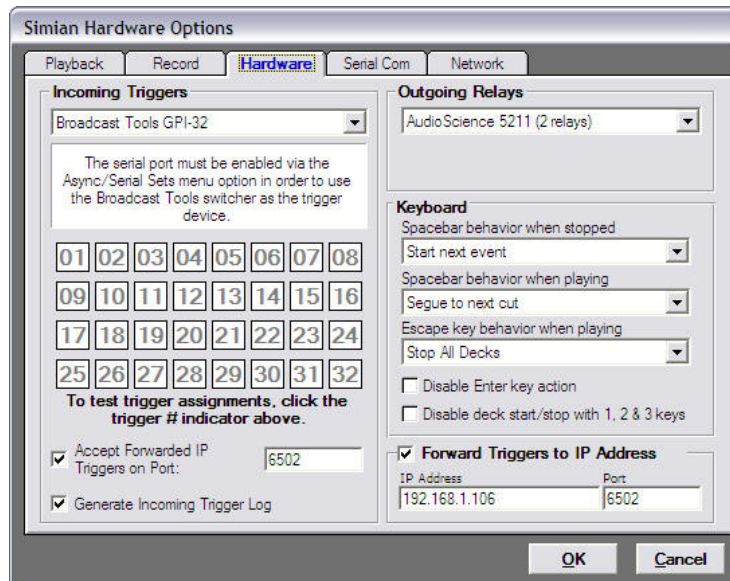 Simian Hardware Options
Playback Record Hardware Serial Com Network
Incoming Triggers
Broadcast Tools GPI-32
The serial port must be enabled via the
Async/Serial Sets menu option in order to use
the Broadcast Tools switcher as the trigger
device.
01 02 03 04 05 06 07 08
09 10 11 12 13 14 15 16
17 18 19 20 21 22 23 24
25 26 27 28 29 30 31 32
To test trigger assignments, click the
trigger # indicator above.
Accept Forwarded IP
Triggers on Port:
6502
Generate Incoming Trigger Log
Outgoing Relays
AudioScience 5211 (2 relays)
Keyboard
Spacebar behavior when stopped
Start next event
Spacebar behavior when playing
Segue to next cut
Escape key behavior when playing
Stop All Decks
Disable Enter key action
Disable deck start/stop with 1, 2 & 3 keys
Forward Triggers to IP Address
IP Address Port
192.168.1.106 6502
OK Cancel